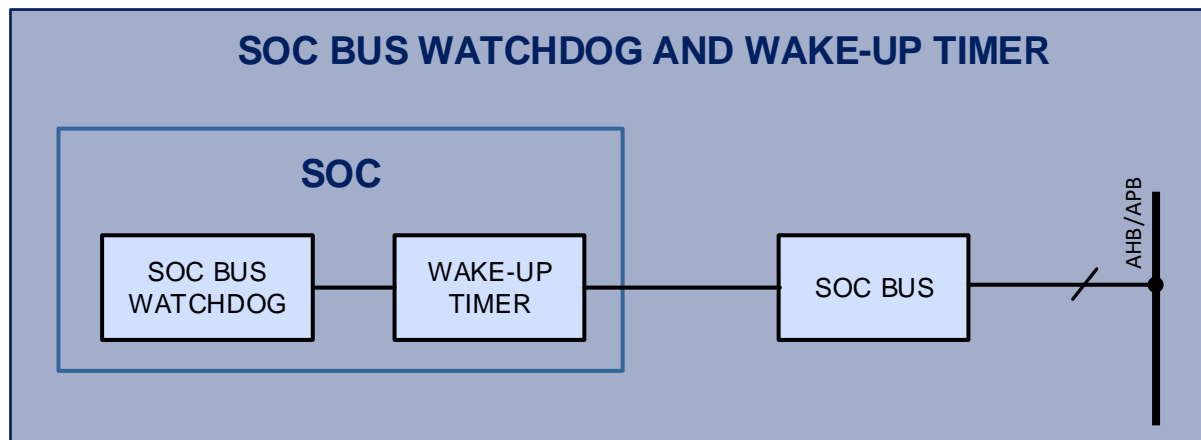 SOC BUS WATCHDOG AND WAKE-UP TIMER
SOC
SOC BUS
WATCHDOG
WAKE-UP
TIMER
SOC BUS
AHB/APB